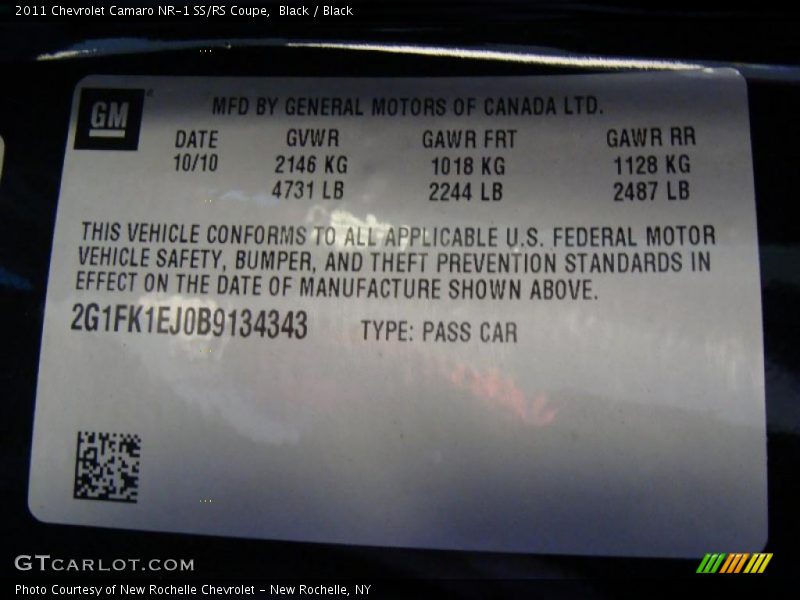 2011 Chevrolet Camaro NR-1 SS/RS Coupe, Black / Black
GM
MFD BY GENERAL MOTORS OF CANADA LTD.
DATE GVWR GAWR FRT GAWR RR
10/10 2146 KG 1018 KG 1128 KG
4731 LB 2244 LB 2487 LB
THIS VEHICLE CONFORMS TO ALL APPLICABLE U.S. FEDERAL MOTOR
VEHICLE SAFETY, BUMPER, AND THEFT PREVENTION STANDARDS IN
EFFECT ON THE DATE OF MANUFACTURE SHOWN ABOVE.
2G1FK1EJ0B9134343 TYPE: PASS CAR
GTCARLOT.COM
Photo Courtesy of New Rochelle Chevrolet - New Rochelle, NY